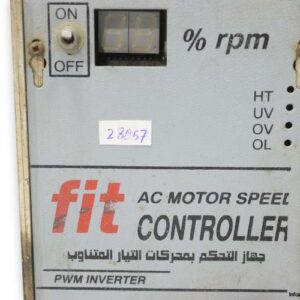 ON
OFF
% rpm
HT
UV
OV
OL
28057
fit
AC MOTOR SPEED
CONTROLLER
جهاز التحكم بمحركات التيار المتناوب
PWM INVERTER